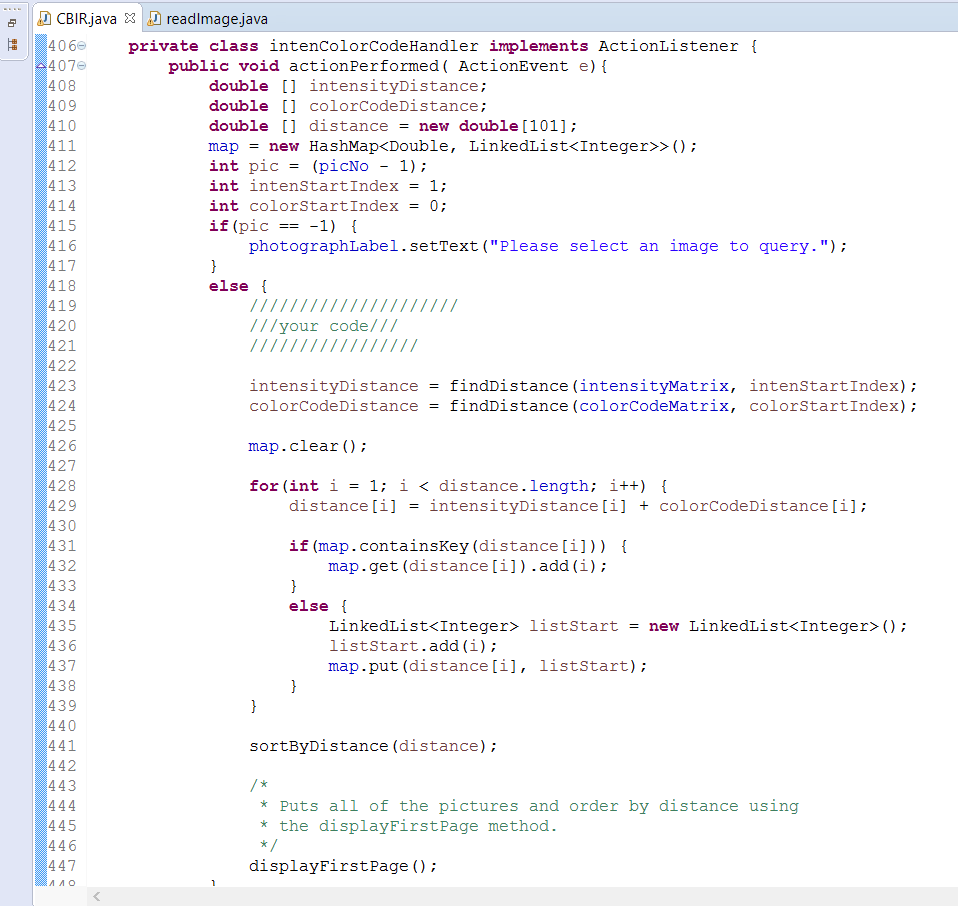 CBIR.java readImage.java
406 private class intenColorCodeHandler implements ActionListener {
407 public void actionPerformed( ActionEvent e){
408 double [] intensityDistance;
409 double [] colorCodeDistance;
410 double [] distance = new double[101];
411 map = new HashMap<Double, LinkedList<Integer>>();
412 int pic = (picNo - 1);
413 int intenStartIndex = 1;
414 int colorStartIndex = 0;
415 if(pic == -1) {
416 photographLabel.setText("Please select an image to query.");
417 }
418 else {
419 /////////////////////
420 ///your code///
421 /////////////////
422
423 intensityDistance = findDistance(intensityMatrix, intenStartIndex);
424 colorCodeDistance = findDistance(colorCodeMatrix, colorStartIndex);
425
426 map.clear();
427
428 for(int i = 1; i < distance.length; i++) {
429 distance[i] = intensityDistance[i] + colorCodeDistance[i];
430
431 if(map.containsKey(distance[i])) {
432 map.get(distance[i]).add(i);
433 }
434 else {
435 LinkedList<Integer> listStart = new LinkedList<Integer>();
436 listStart.add(i);
437 map.put(distance[i], listStart);
438 }
439 }
440
441 sortByDistance(distance);
442
443 /*
444 * Puts all of the pictures and order by distance using
445 * the displayFirstPage method.
446 */
447 displayFirstPage();
448 }